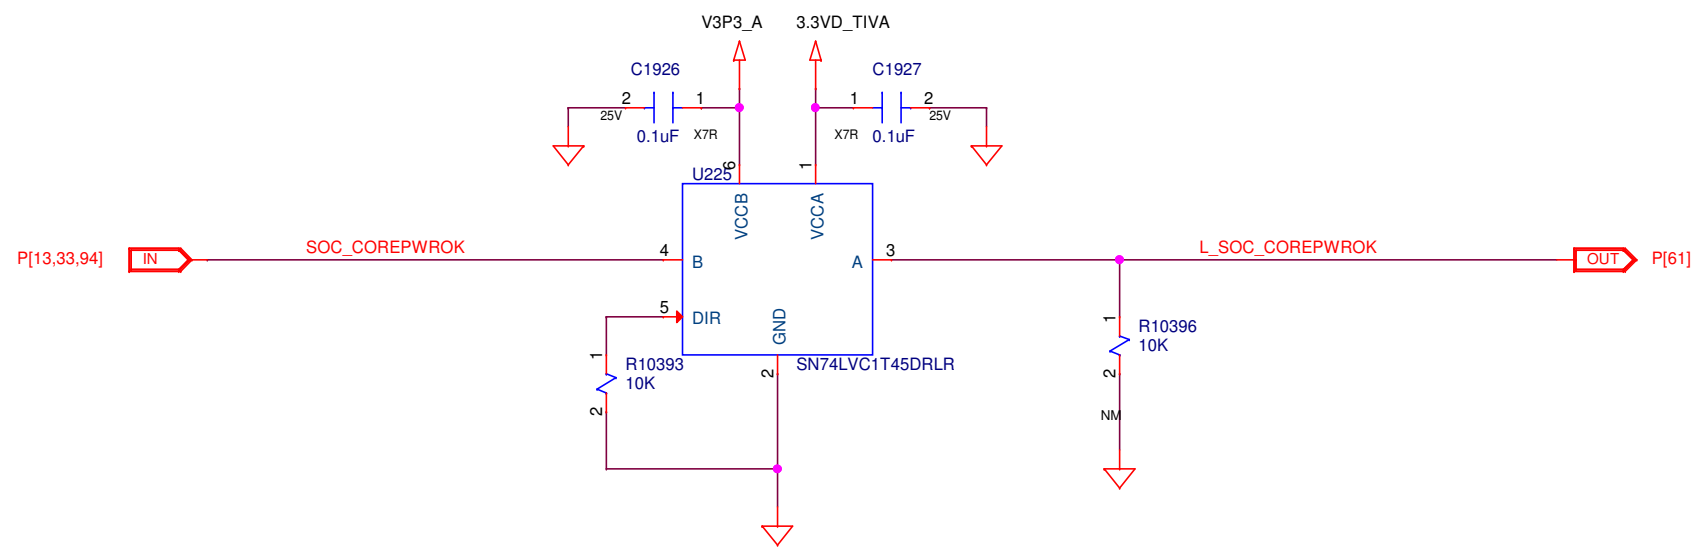 V3P3_A 3.3VD_TIVA
C1926 C1927
2 1 1 2
25V 25V
0.1uF X7R X7R 0.1uF
U225 6 1
VCCB VCCA
P[13,33,94] IN SOC_COREPWROK 4 B A 3 L_SOC_COREPWROK OUT P[61]
5 DIR GND
1 R10396
10K
2 SN74LVC1T45DRLR
1 R10393
10K
2 2
NM